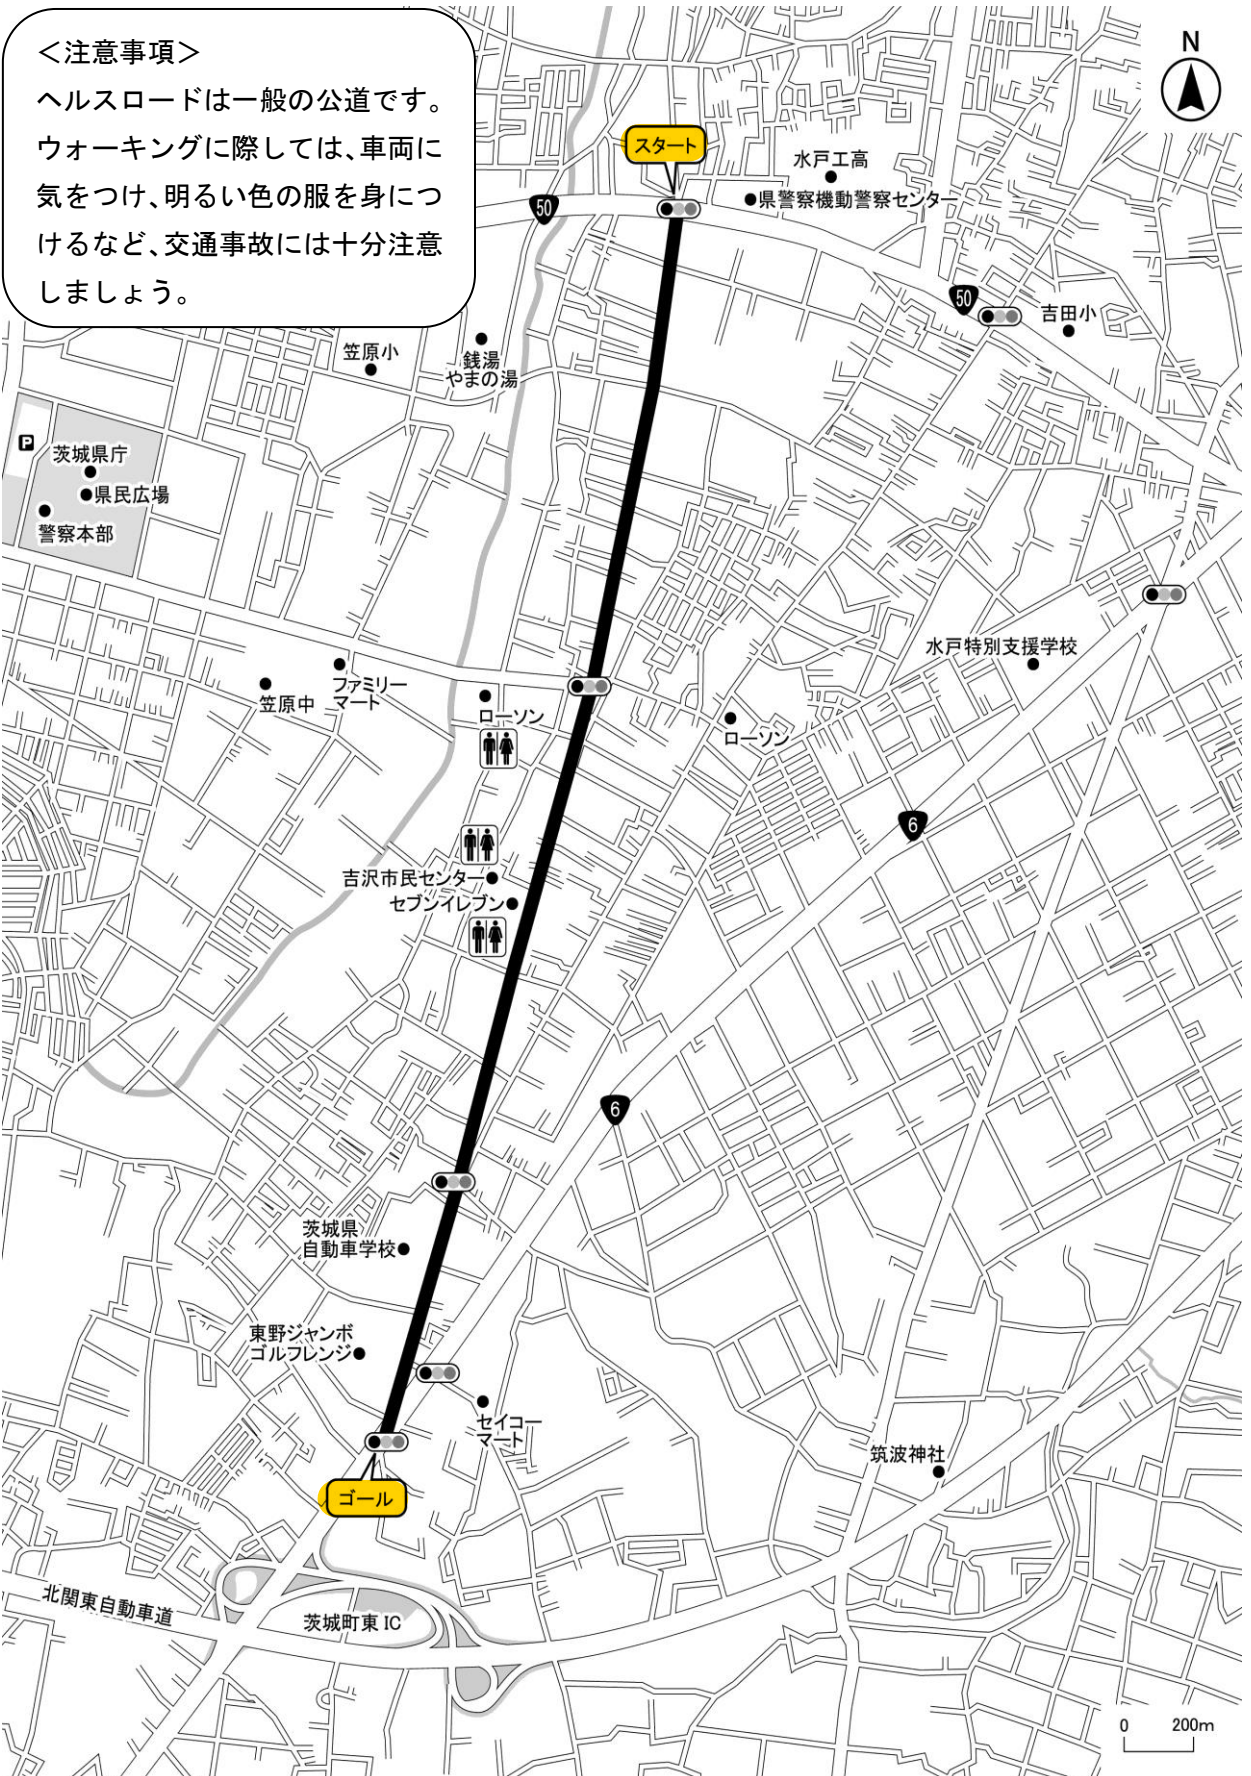 ＜注意事項＞
ヘルスロードは一般の公道です。
ウォーキングに際しては、車両に
気をつけ、明るい色の服を身につ
けるなど、交通事故には十分注意
しましょう。
N
スタート
水戸工高
県警察機動警察センター
50
50
吉田小
笠原小
銭湯
やまの湯
P
茨城県庁
県民広場
警察本部
水戸特別支援学校
ファミリー
マート
笠原中
ローソン
ローソン
6
吉沢市民センター
セブンイレブン
6
茨城県
自動車学校
東野ジャンボ
ゴルフレンジ
セイコー
マート
筑波神社
ゴール
北関東自動車道
茨城町東 IC
0 200m